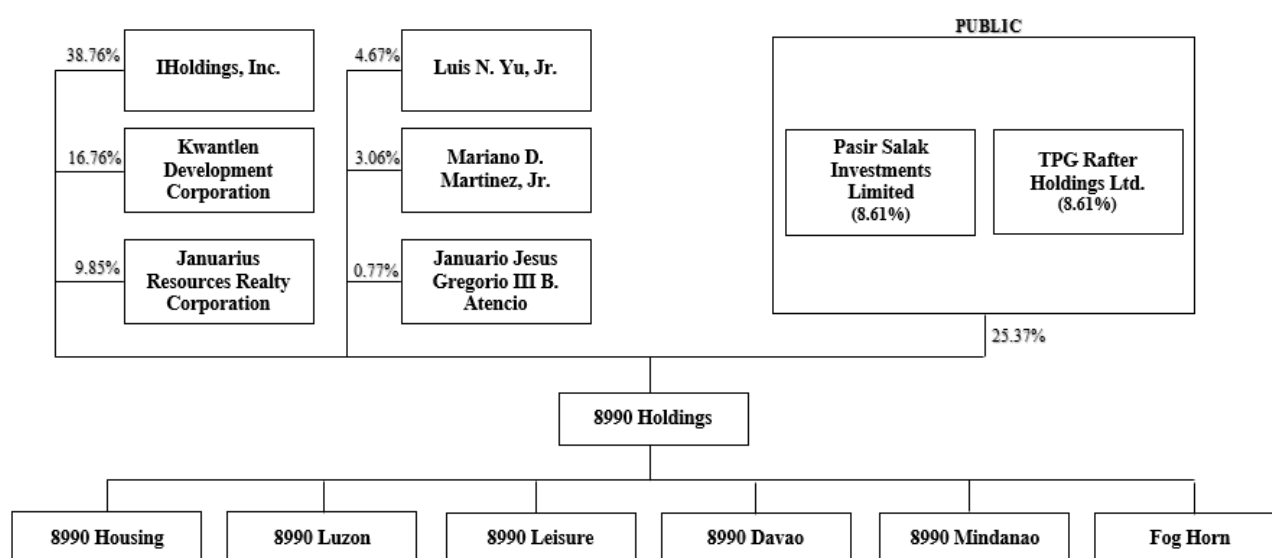 PUBLIC
38.76%
IHoldings, Inc.
4.67%
Luis N. Yu, Jr.
16.76%
Kwantlen
Development
Corporation
3.06%
Mariano D.
Martinez, Jr.
Pasir Salak
Investments
Limited
(8.61%)
TPG Rafter
Holdings Ltd.
(8.61%)
9.85%
Januarius
Resources Realty
Corporation
0.77%
Januario Jesus
Gregorio III B.
Atencio
25.37%
8990 Holdings
8990 Housing
8990 Luzon
8990 Leisure
8990 Davao
8990 Mindanao
Fog Horn